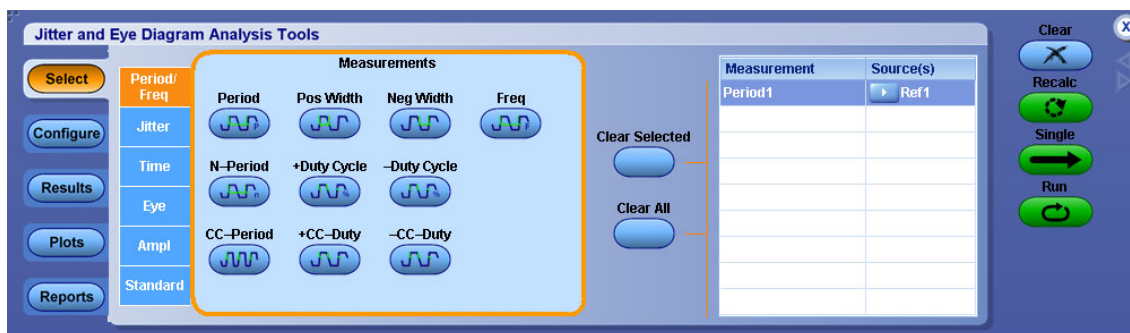 Jitter and Eye Diagram Analysis Tools
Select
Configure
Results
Plots
Reports
Period/
Freq
Jitter
Time
Eye
Ampl
Standard
Measurements
Period Pos Width Neg Width Freq
N–Period +Duty Cycle –Duty Cycle
CC–Period +CC–Duty –CC–Duty
Clear Selected
Clear All
Measurement Source(s)
Period1 Ref1
Clear
X
Recalc
Single
Run